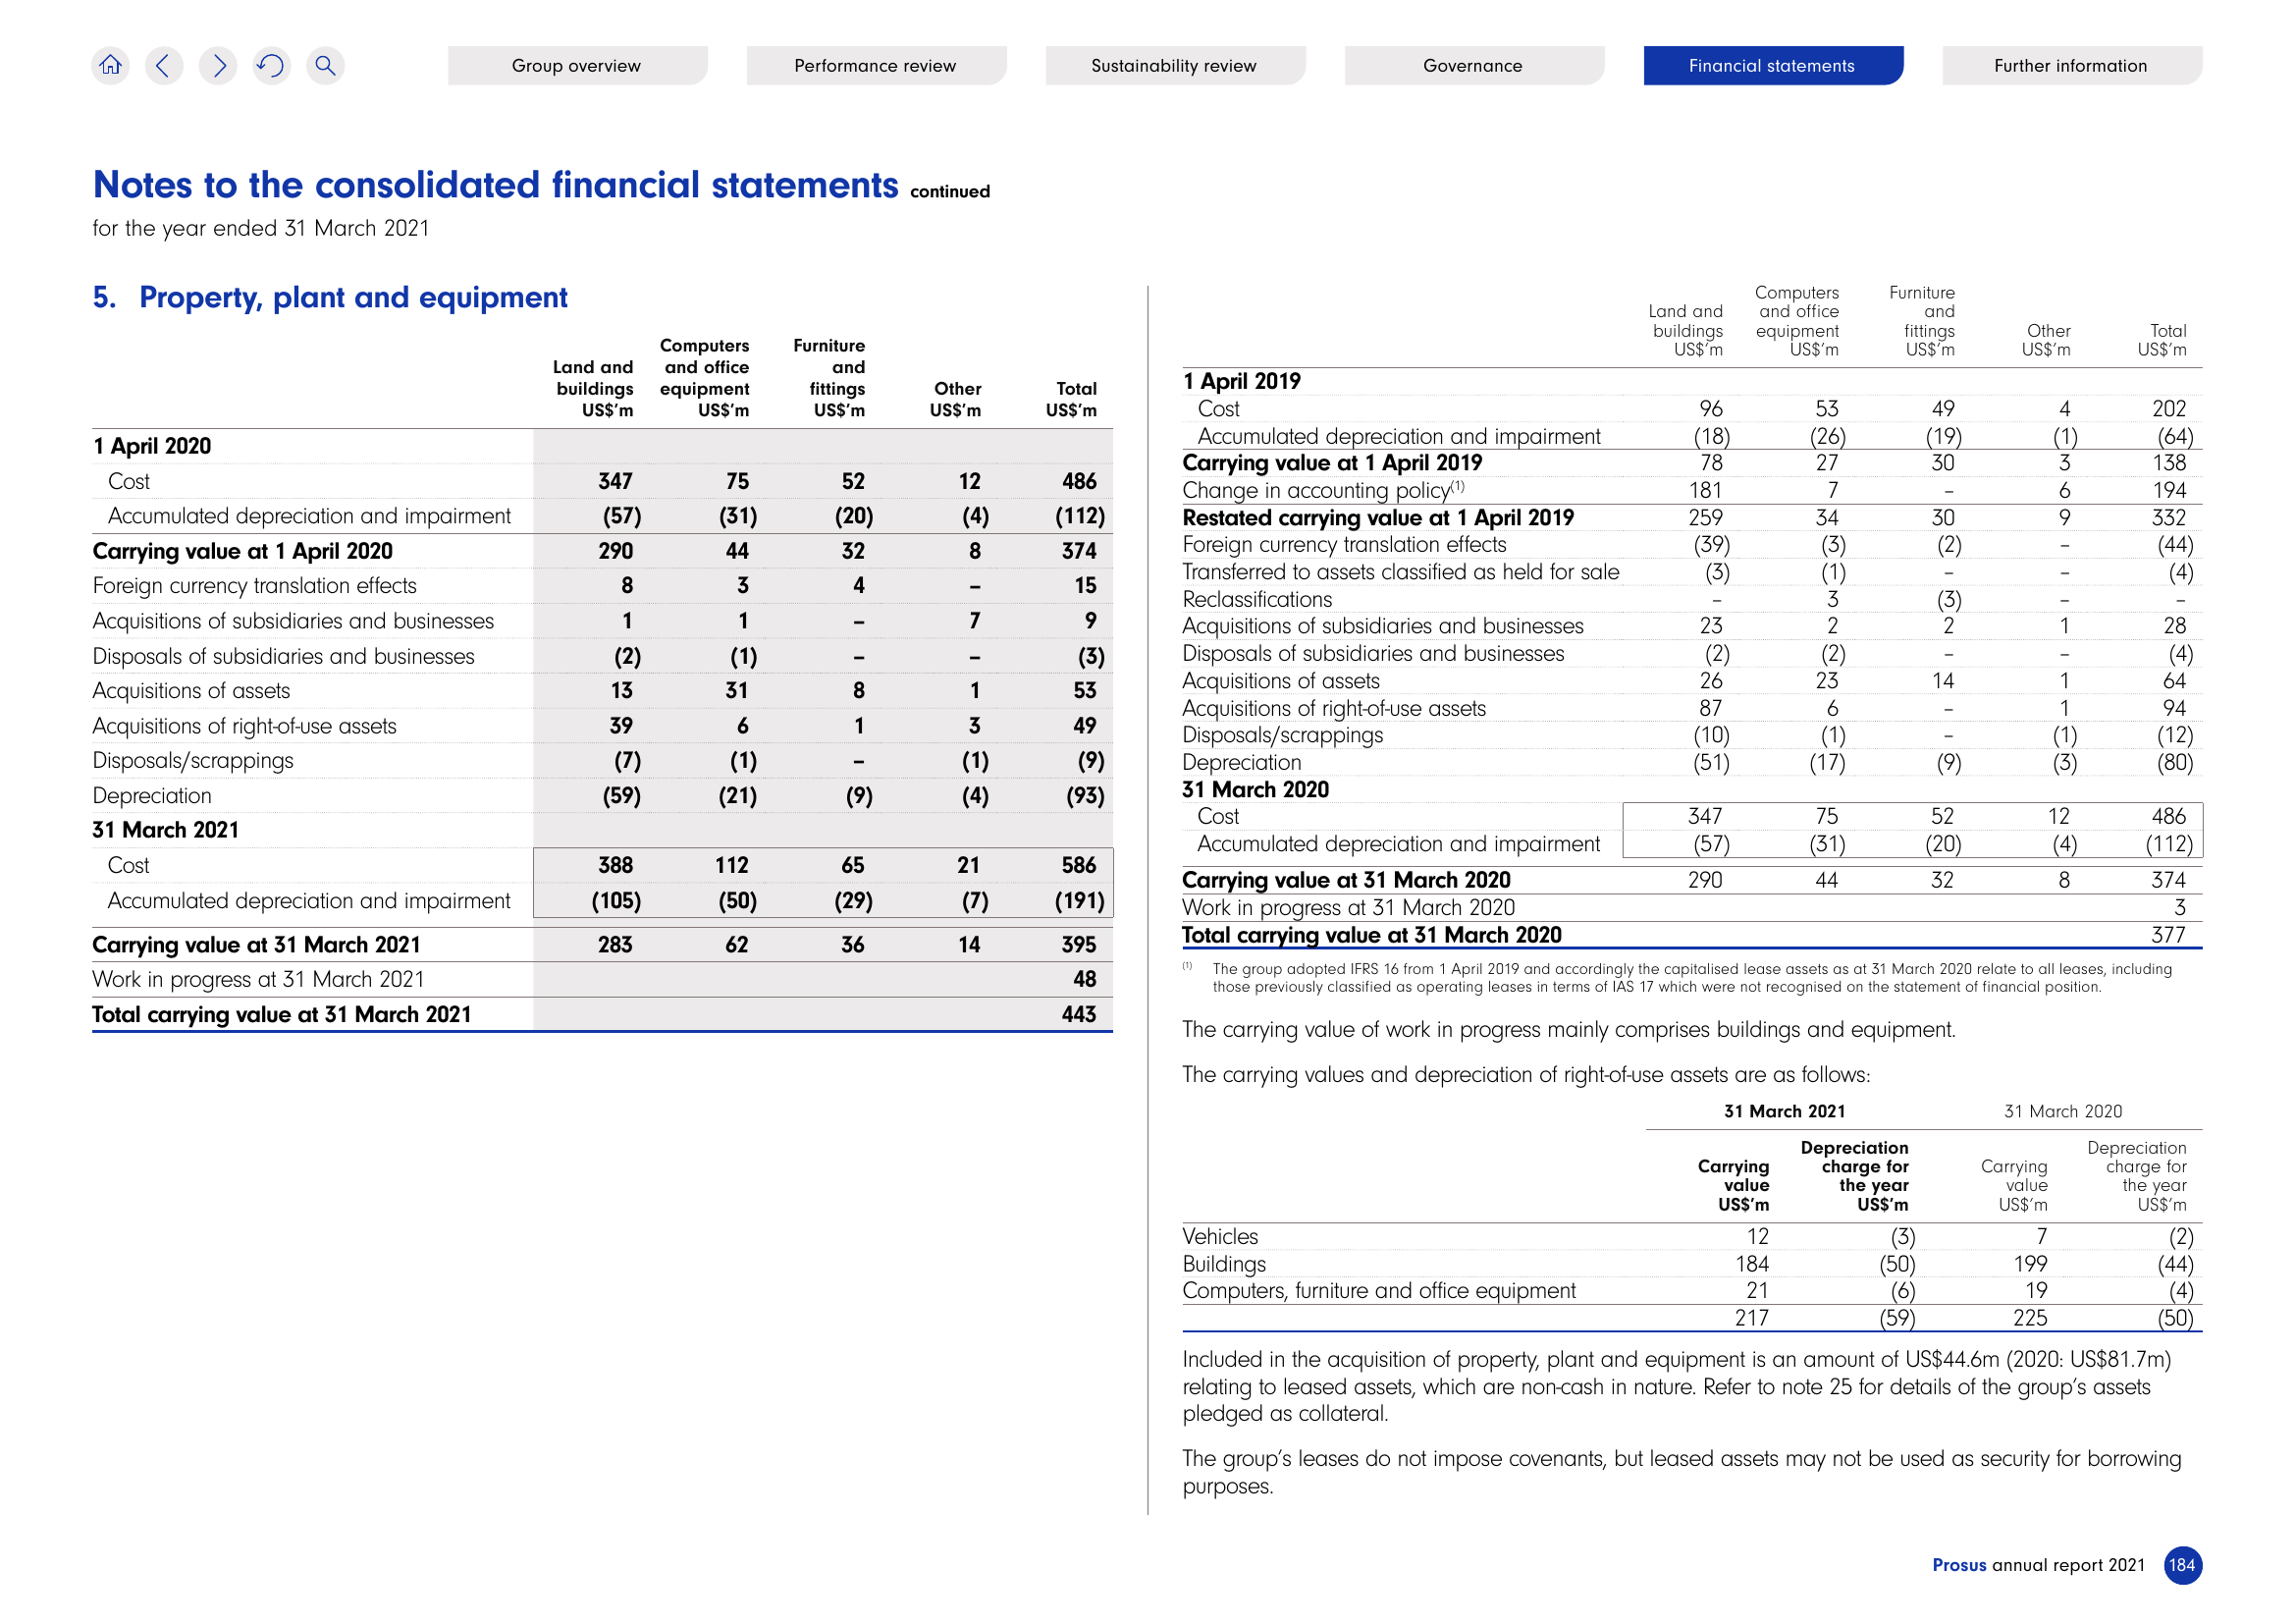 Group overview
Performance review
Sustainability review
Governance
Financial statements
Further information
Notes to the consolidated financial statements continued
for the year ended 31 March 2021
5. Property, plant and equipment
Land and buildings US$'m Computers and office equipment US$'m Furniture and fittings US$'m Other US$'m Total US$'m
1 April 2020
Cost 347 75 52 12 486
Accumulated depreciation and impairment (57) (31) (20) (4) (112)
Carrying value at 1 April 2020 290 44 32 8 374
Foreign currency translation effects 8 3 4 – 15
Acquisitions of subsidiaries and businesses 1 1 – 7 9
Disposals of subsidiaries and businesses (2) (1) – – (3)
Acquisitions of assets 13 31 8 1 53
Acquisitions of right-of-use assets 39 6 1 3 49
Disposals/scrappings (7) (1) – (1) (9)
Depreciation (59) (21) (9) (4) (93)
31 March 2021
Cost 388 112 65 21 586
Accumulated depreciation and impairment (105) (50) (29) (7) (191)
Carrying value at 31 March 2021 283 62 36 14 395
Work in progress at 31 March 2021 48
Total carrying value at 31 March 2021 443
Land and buildings US$'m Computers and office equipment US$'m Furniture and fittings US$'m Other US$'m Total US$'m
1 April 2019
Cost 96 53 49 4 202
Accumulated depreciation and impairment (18) (26) (19) (1) (64)
Carrying value at 1 April 2019 78 27 30 3 138
Change in accounting policy(1) 181 7 – 6 194
Restated carrying value at 1 April 2019 259 34 30 9 332
Foreign currency translation effects (39) (3) (2) – (44)
Transferred to assets classified as held for sale (3) (1) – – (4)
Reclassifications – 3 (3) – –
Acquisitions of subsidiaries and businesses 23 2 2 1 28
Disposals of subsidiaries and businesses (2) (2) – – (4)
Acquisitions of assets 26 23 14 1 64
Acquisitions of right-of-use assets 87 6 – 1 94
Disposals/scrappings (10) (1) – (1) (12)
Depreciation (51) (17) (9) (3) (80)
31 March 2020
Cost 347 75 52 12 486
Accumulated depreciation and impairment (57) (31) (20) (4) (112)
Carrying value at 31 March 2020 290 44 32 8 374
Work in progress at 31 March 2020 3
Total carrying value at 31 March 2020 377
(1) The group adopted IFRS 16 from 1 April 2019 and accordingly the capitalised lease assets as at 31 March 2020 relate to all leases, including
those previously classified as operating leases in terms of IAS 17 which were not recognised on the statement of financial position.
The carrying value of work in progress mainly comprises buildings and equipment.
The carrying values and depreciation of right-of-use assets are as follows:
31 March 2021 31 March 2020
Carrying value US$'m Depreciation charge for the year US$'m Carrying value US$'m Depreciation charge for the year US$'m
Vehicles 12 (3) 7 (2)
Buildings 184 (50) 199 (44)
Computers, furniture and office equipment 21 (6) 19 (4)
217 (59) 225 (50)
Included in the acquisition of property, plant and equipment is an amount of US$44.6m (2020: US$81.7m)
relating to leased assets, which are non-cash in nature. Refer to note 25 for details of the group's assets
pledged as collateral.
The group's leases do not impose covenants, but leased assets may not be used as security for borrowing
purposes.
Prosus annual report 2021 184